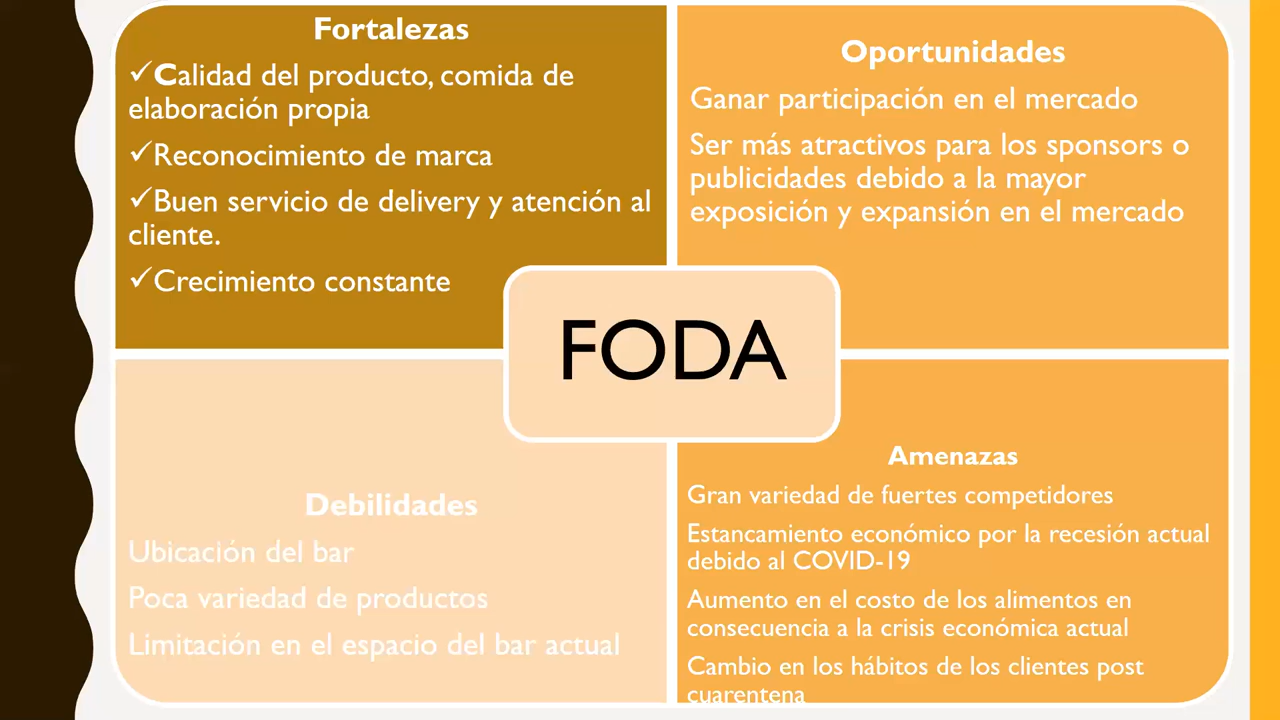 Fortalezas
✓Calidad del producto, comida de
elaboración propia
✓Reconocimiento de marca
✓Buen servicio de delivery y atención al
cliente.
✓Crecimiento constante
Oportunidades
Ganar participación en el mercado
Ser más atractivos para los sponsors o
publicidades debido a la mayor
exposición y expansión en el mercado
FODA
Debilidades
Ubicación del bar
Poca variedad de productos
Limitación en el espacio del bar actual
Amenazas
Gran variedad de fuertes competidores
Estancamiento económico por la recesión actual
debido al COVID-19
Aumento en el costo de los alimentos en
consecuencia a la crisis económica actual
Cambio en los hábitos de los clientes post
cuarentena